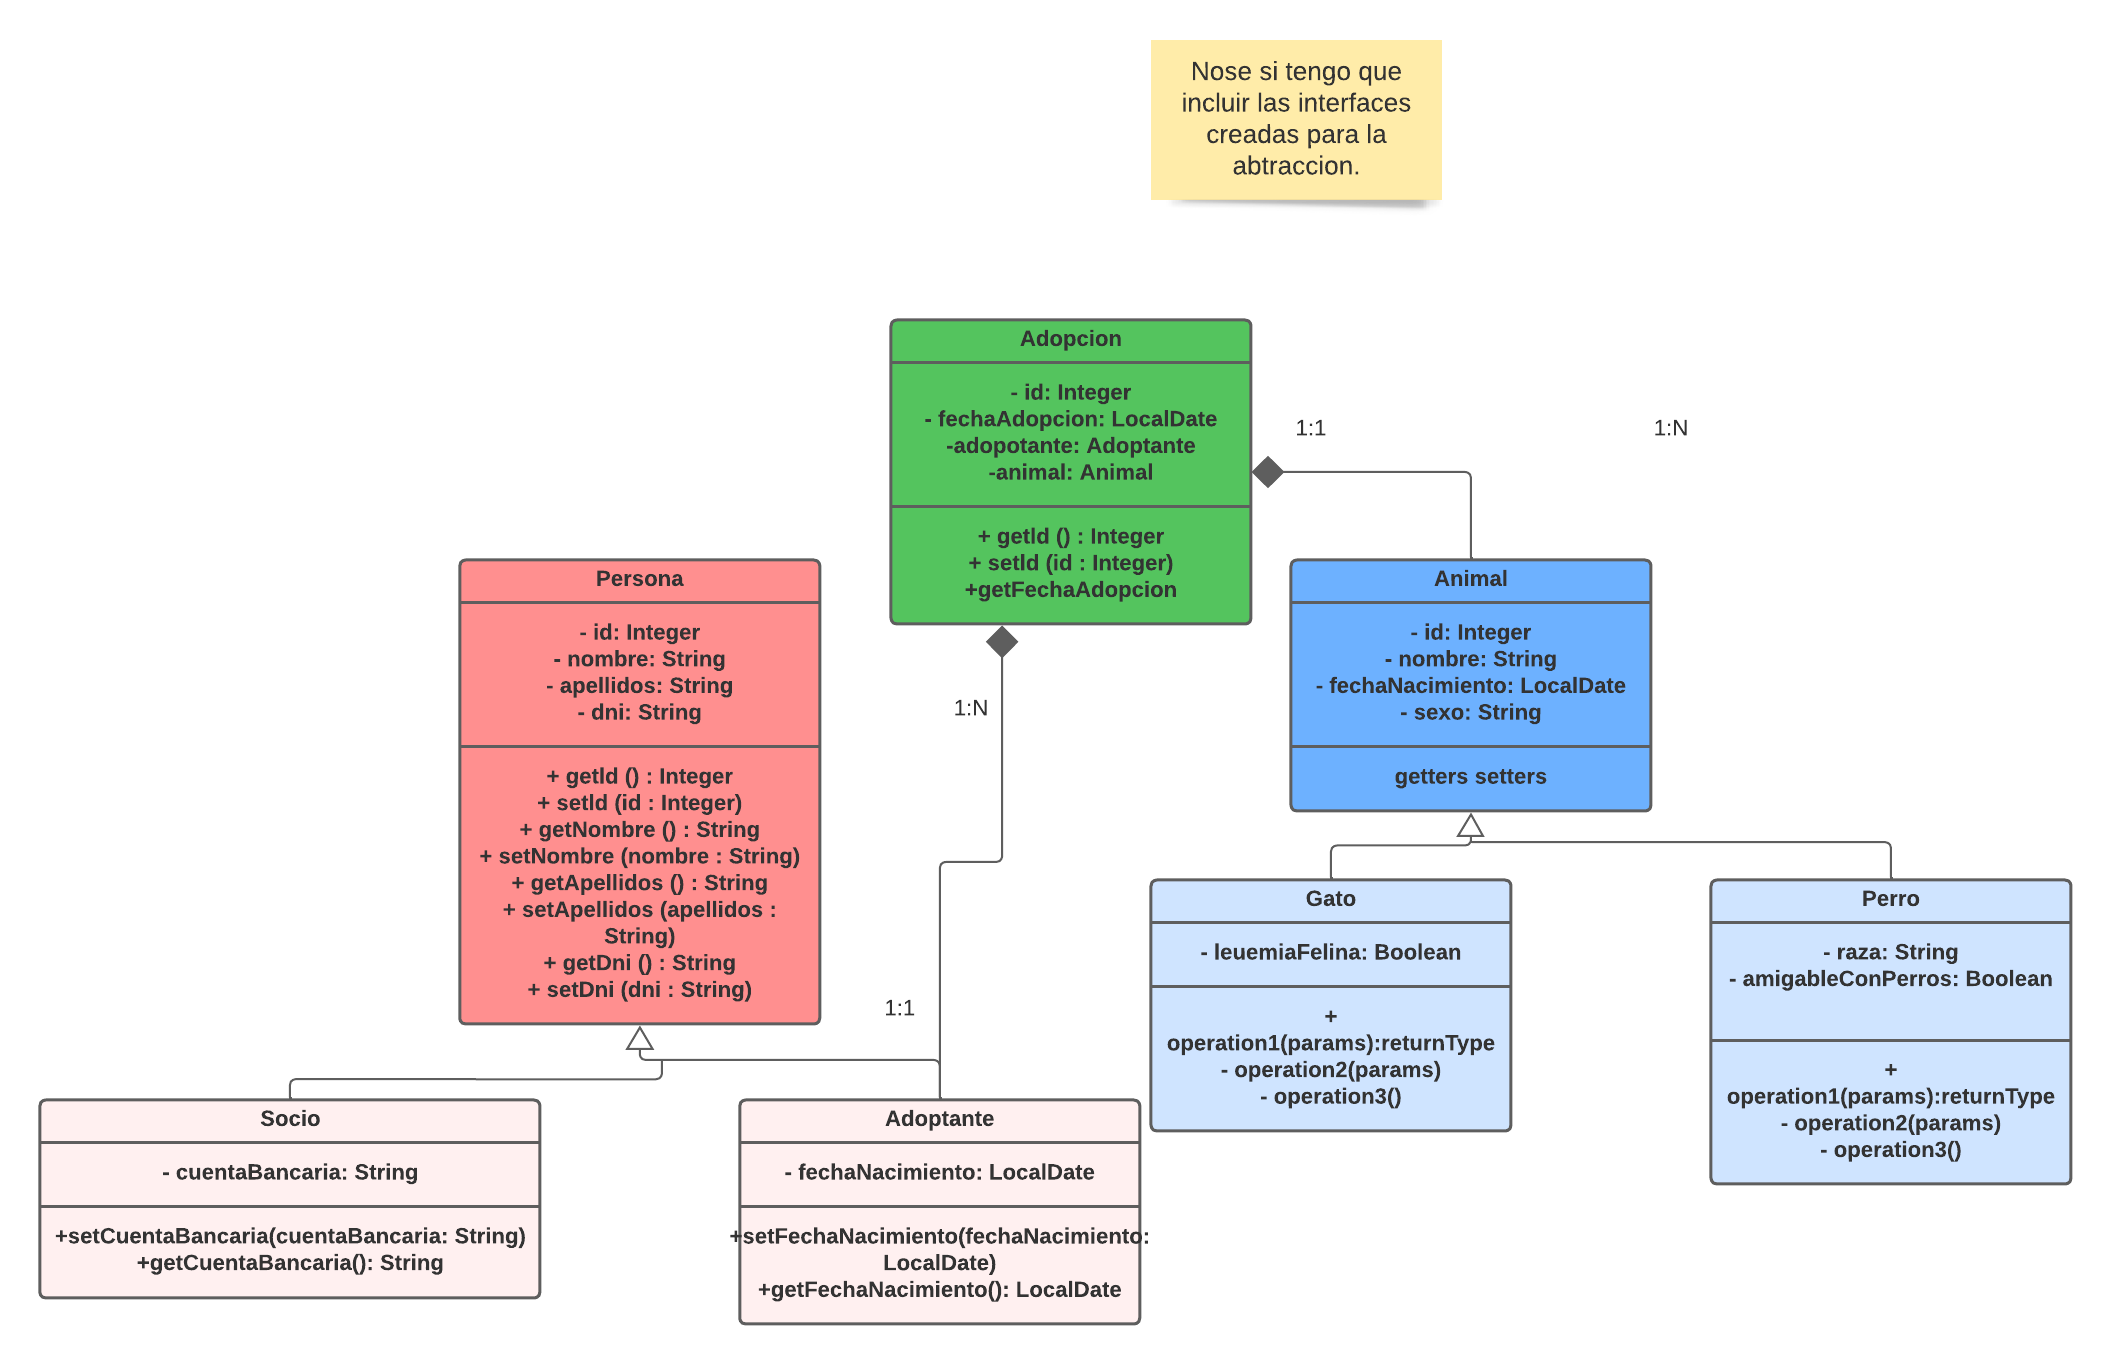 Nose si tengo que
incluir las interfaces
creadas para la
abtraccion.
Adopcion
- id: Integer
- fechaAdopcion: LocalDate
-adopotante: Adoptante
-animal: Animal
+ getId () : Integer
+ setId (id : Integer)
+getFechaAdopcion
1:1
1:N
Persona
- id: Integer
- nombre: String
- apellidos: String
- dni: String
+ getId () : Integer
+ setId (id : Integer)
+ getNombre () : String
+ setNombre (nombre : String)
+ getApellidos () : String
+ setApellidos (apellidos :
String)
+ getDni () : String
+ setDni (dni : String)
1:N
1:1
Animal
- id: Integer
- nombre: String
- fechaNacimiento: LocalDate
- sexo: String
getters setters
Gato
- leuemiaFelina: Boolean
+
operation1(params):returnType
- operation2(params)
- operation3()
Perro
- raza: String
- amigableConPerros: Boolean
+
operation1(params):returnType
- operation2(params)
- operation3()
Socio
- cuentaBancaria: String
+setCuentaBancaria(cuentaBancaria: String)
+getCuentaBancaria(): String
Adoptante
- fechaNacimiento: LocalDate
+setFechaNacimiento(fechaNacimiento:
LocalDate)
+getFechaNacimiento(): LocalDate